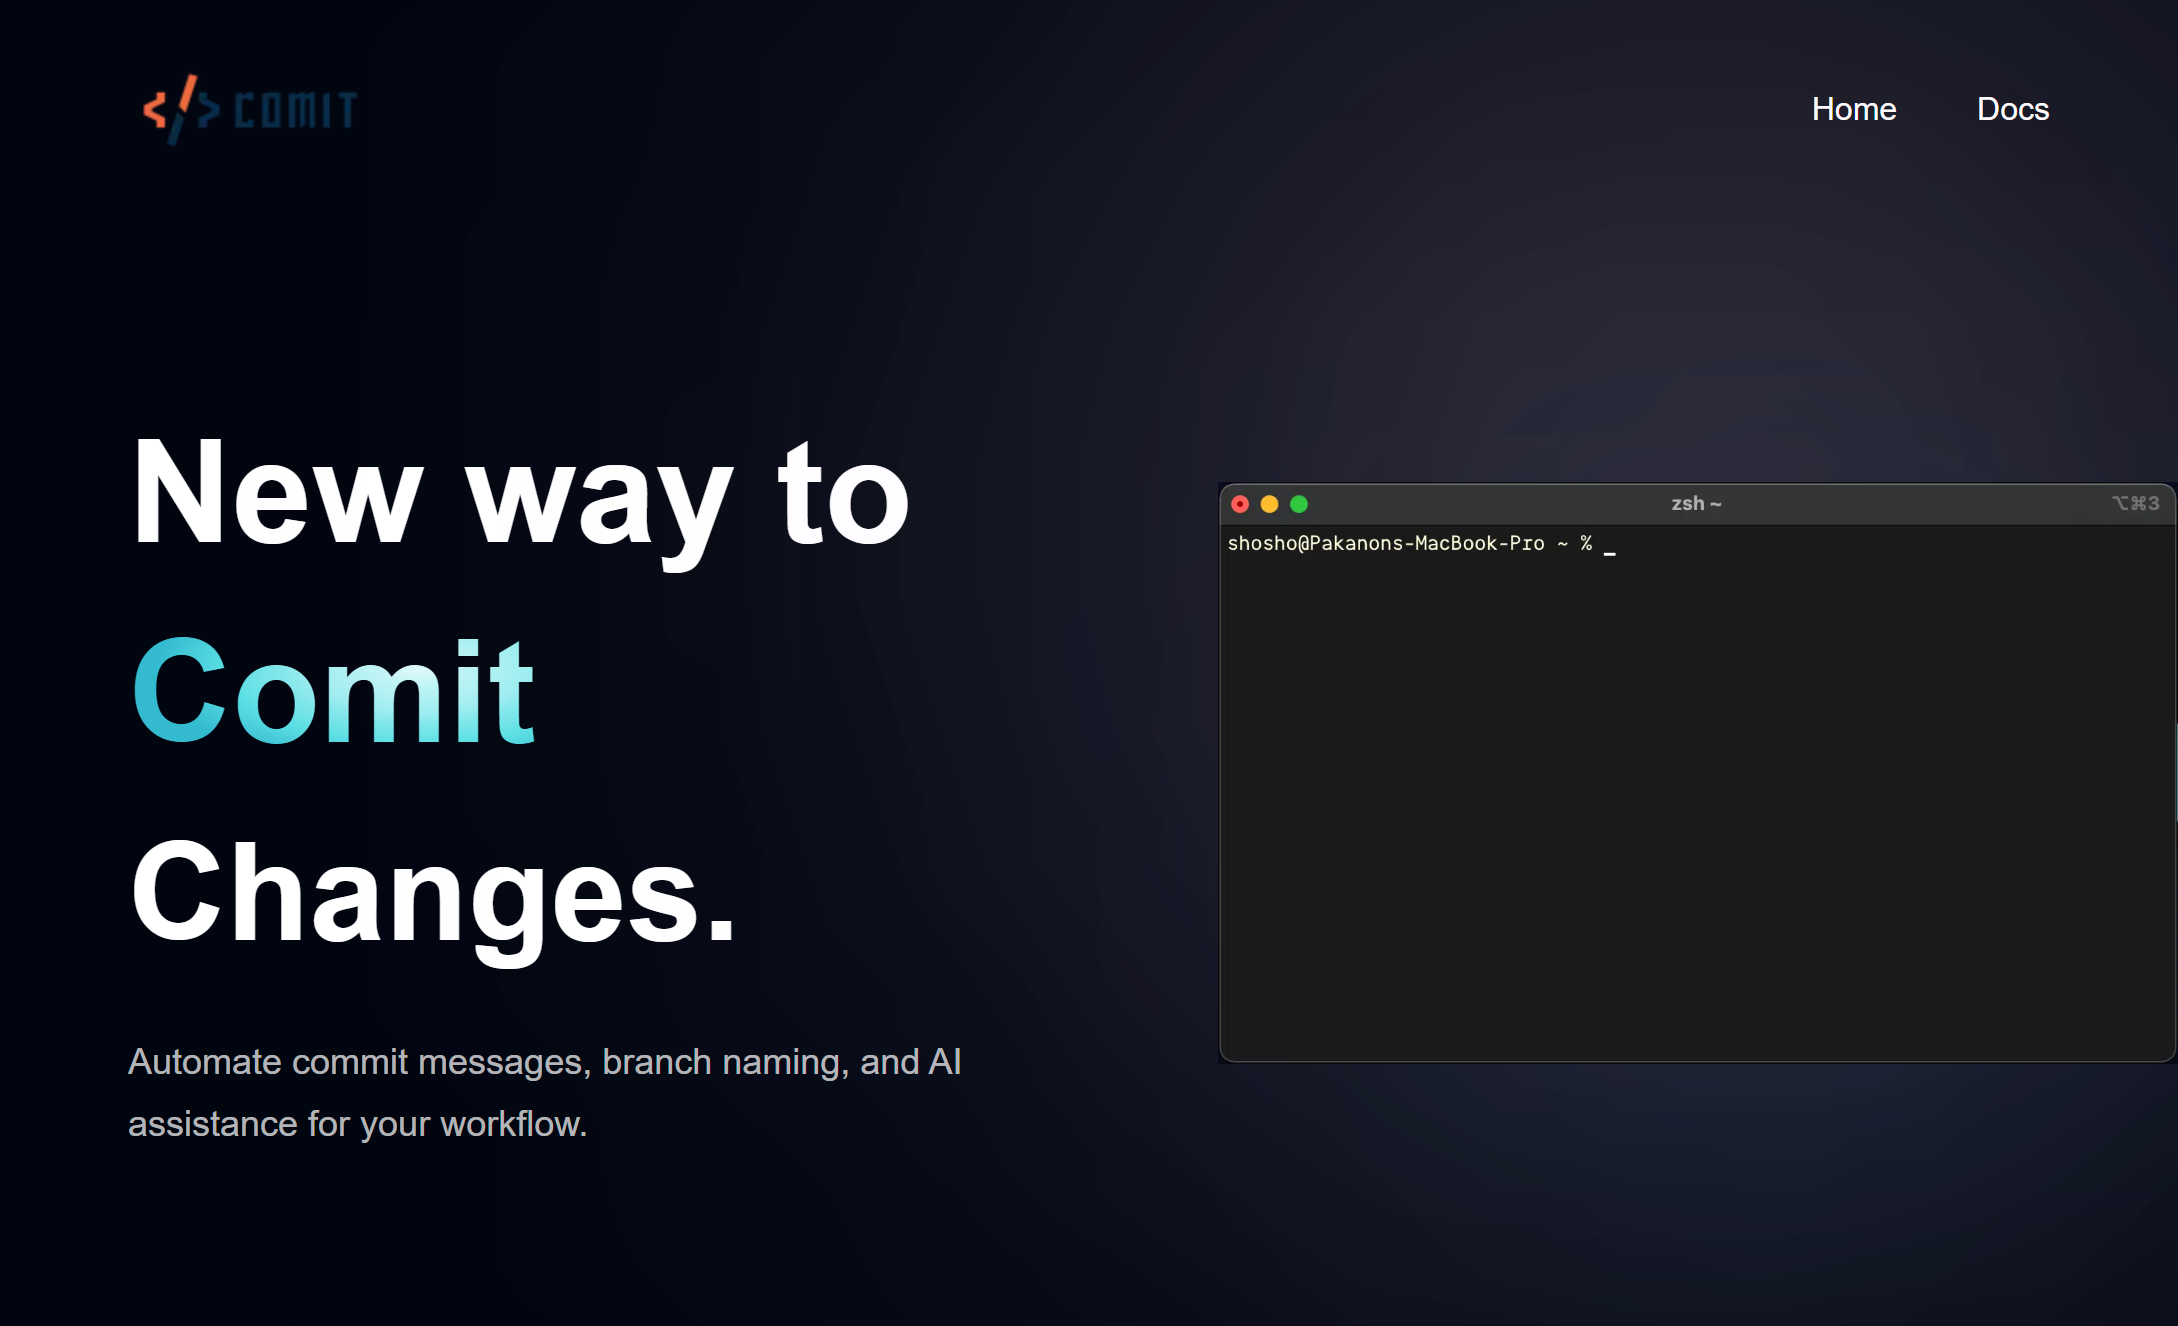 </> COMIT
Home
Docs
New way to
Comit
Changes.
Automate commit messages, branch naming, and AI
assistance for your workflow.
zsh ~
⌥⌘3
shosho@Pakanons-MacBook-Pro ~ % _